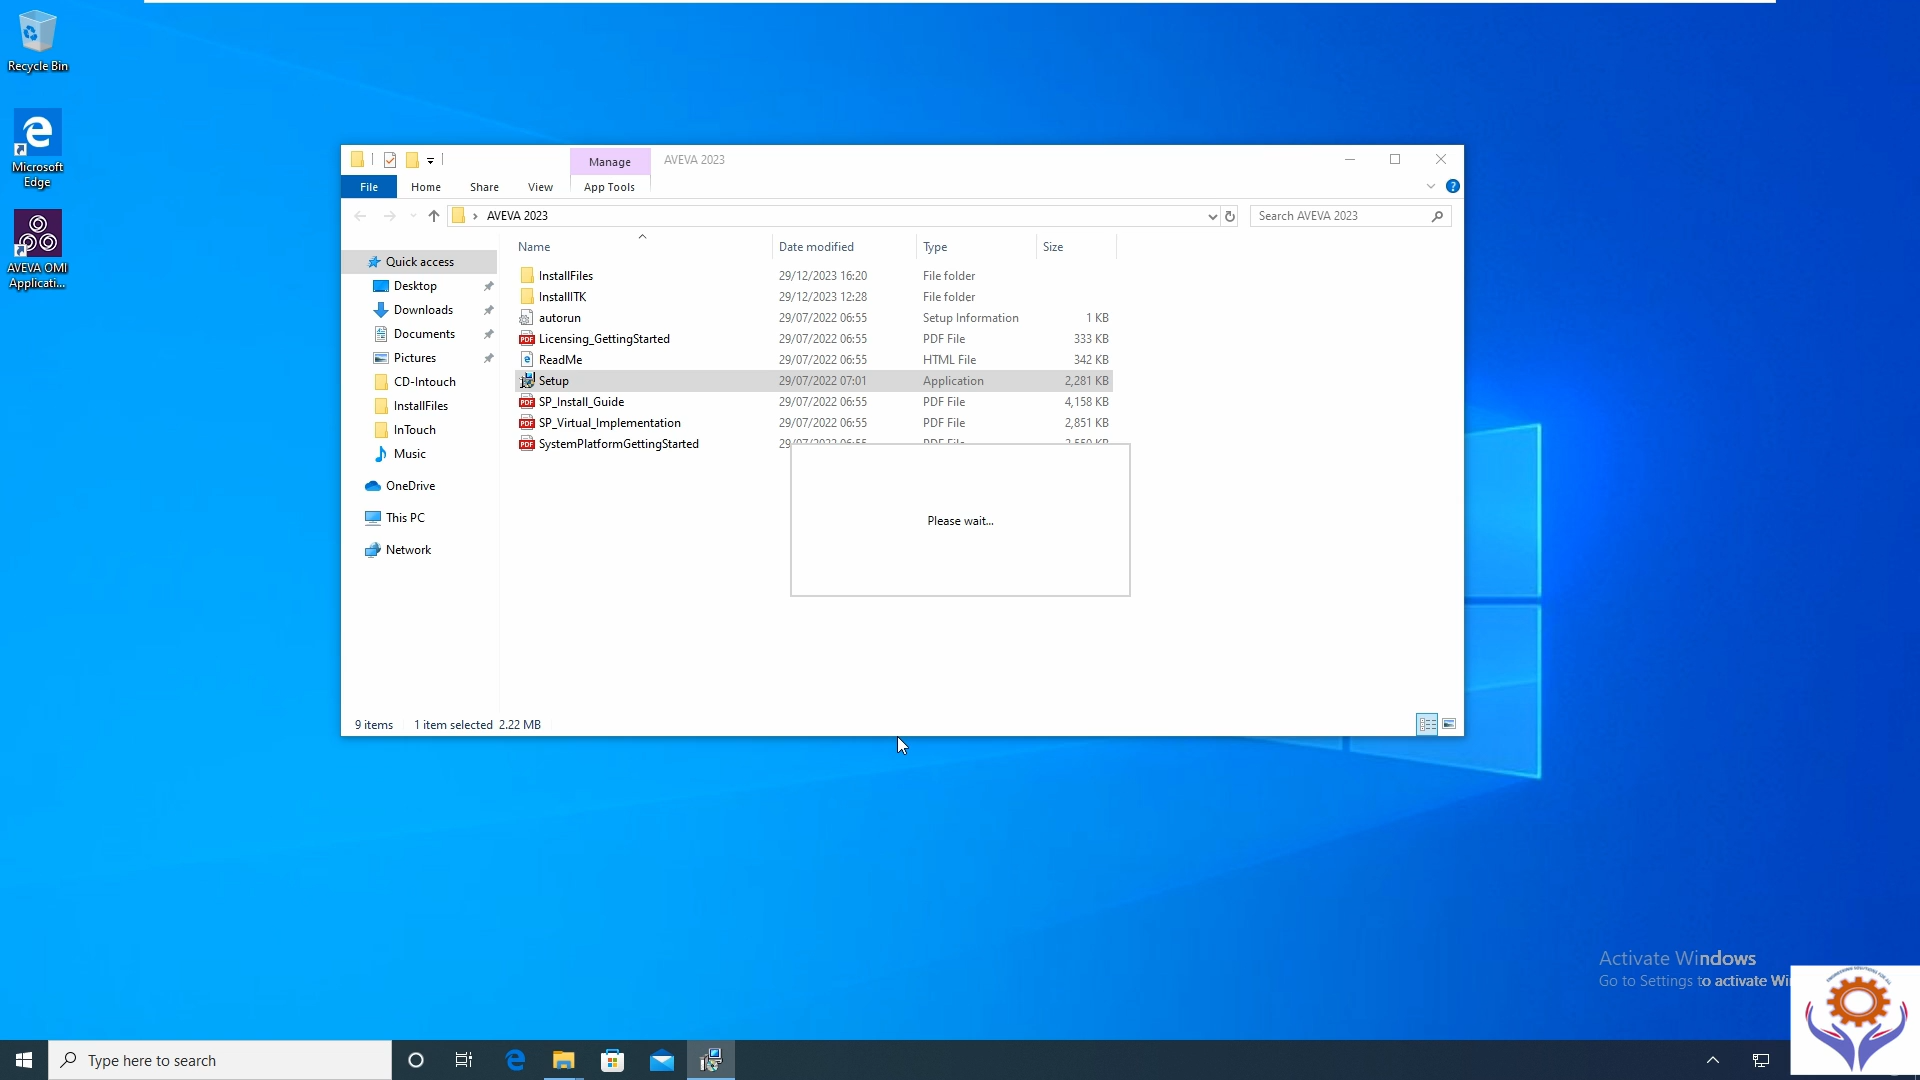 Recycle Bin
Microsoft
Edge
AVEVA OMI
Applicati...
Manage
AVEVA 2023
File
Home
Share
View
App Tools
AVEVA 2023
Search AVEVA 2023
Quick access
Desktop
Downloads
Documents
Pictures
CD-Intouch
InstallFiles
InTouch
Music
OneDrive
This PC
Network
Name Date modified Type Size
InstallFiles 29/12/2023 16:20 File folder
InstallITK 29/12/2023 12:28 File folder
autorun 29/07/2022 06:55 Setup Information 1 KB
Licensing_GettingStarted 29/07/2022 06:55 PDF File 333 KB
ReadMe 29/07/2022 06:55 HTML File 342 KB
Setup 29/07/2022 07:01 Application 2,281 KB
SP_Install_Guide 29/07/2022 06:55 PDF File 4,158 KB
SP_Virtual_Implementation 29/07/2022 06:55 PDF File 2,851 KB
SystemPlatformGettingStarted 29/07/2022 06:55 PDF File
Please wait...
9 items 1 item selected 2.22 MB
Activate Windows
Go to Settings to activate Wi
Type here to search